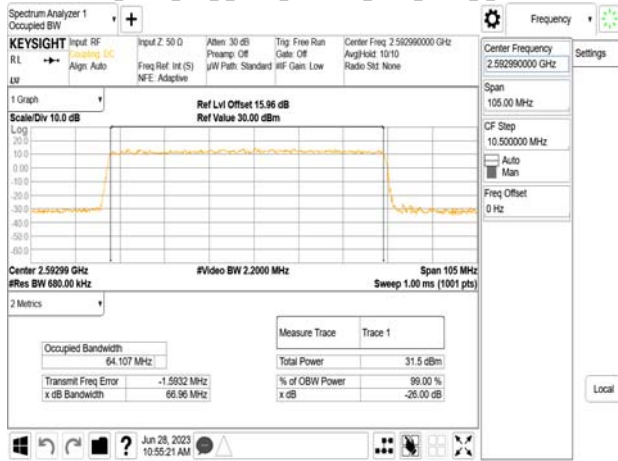 Spectrum Analyzer 1
Occupied BW
Frequency
Settings
KEYSIGHT
RL
LV
Input: RF
Coupling: DC
Align: Auto
Input Z: 50 Ω
Freq Ref: Int (S)
NFE: Adaptive
Atten: 30 dB
Preamp: Off
µW Path: Standard
Trig: Free Run
Gate: Off
#IF Gain: Low
Center Freq: 2.592990000 GHz
Avg|Hold: 10/10
Radio Std: None
Center Frequency
2.592990000 GHz
Span
105.00 MHz
CF Step
10.500000 MHz
Auto
Man
Freq Offset
0 Hz
Local
1 Graph
Scale/Div 10.0 dB
Ref Lvl Offset 15.96 dB
Ref Value 30.00 dBm
Log
20.0
10.0
0.00
-10.0
-20.0
-30.0
-40.0
-50.0
-60.0
Center 2.59299 GHz
#Res BW 680.00 kHz
#Video BW 2.2000 MHz
Span 105 MHz
Sweep 1.00 ms (1001 pts)
2 Metrics
Measure Trace Trace 1
Occupied Bandwidth
64.107 MHz
Total Power 31.5 dBm
Transmit Freq Error -1.5932 MHz
% of OBW Power 99.00 %
x dB Bandwidth 66.96 MHz
x dB -26.00 dB
Jun 28, 2023
10:55:21 AM